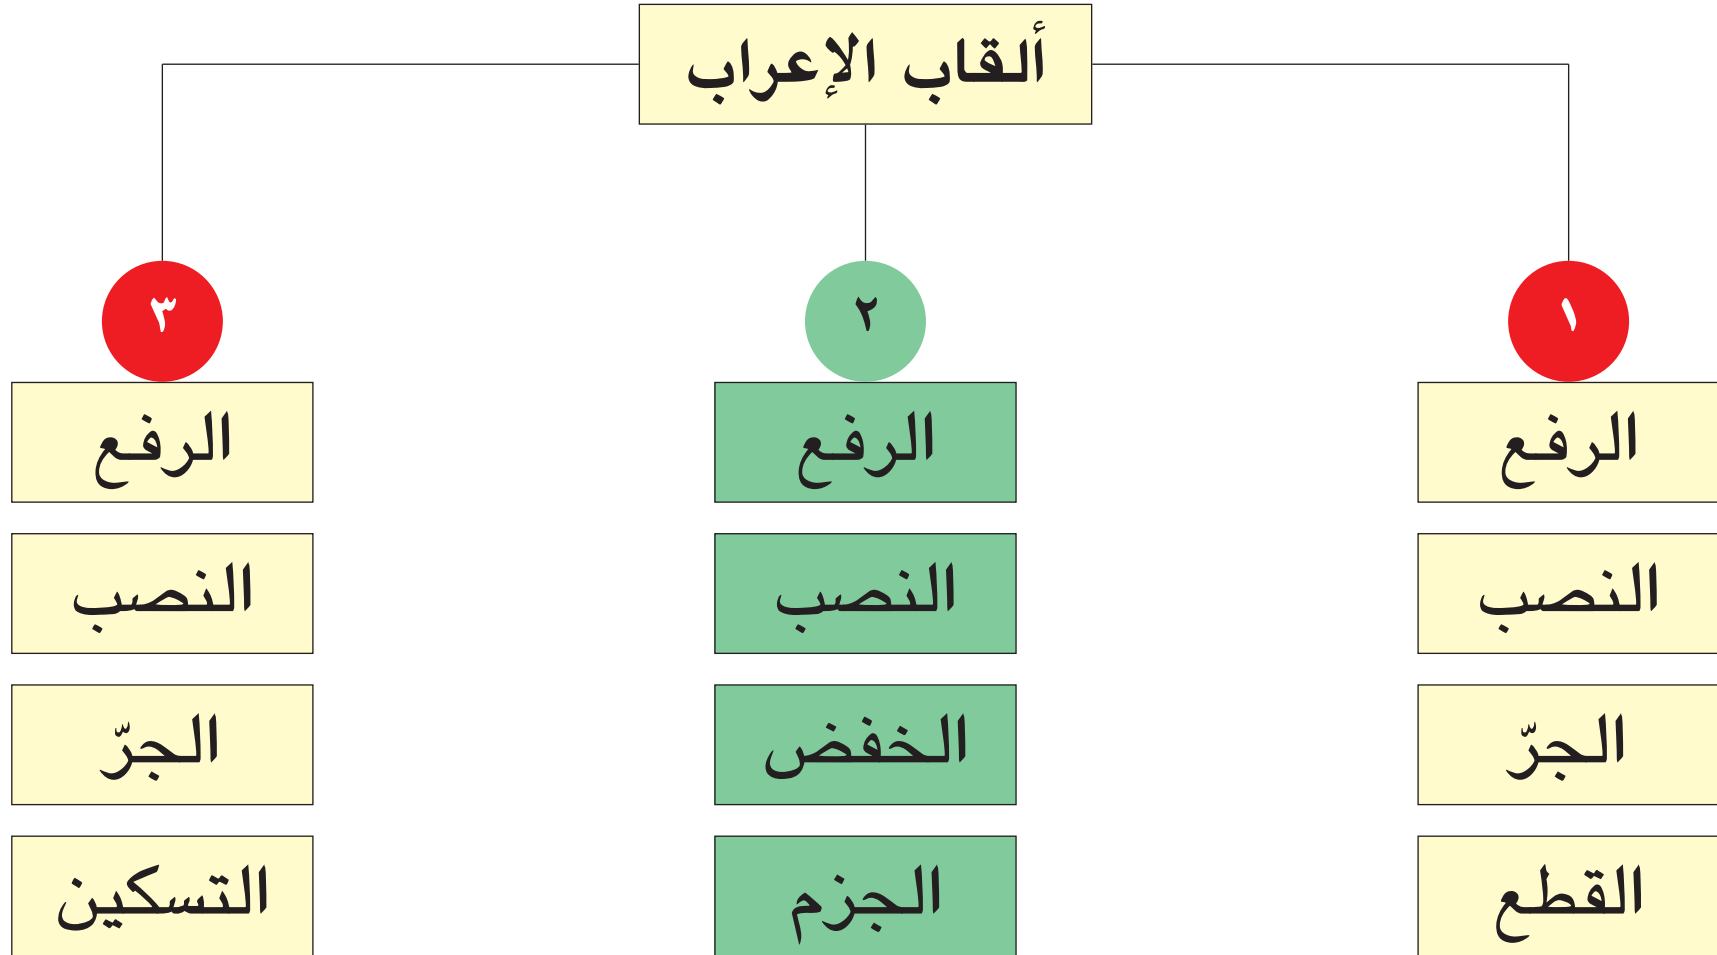 ألقاب الإعراب
١
الرفع
النصب
الجرّ
القطع
٢
الرفع
النصب
الخفض
الجزم
٣
الرفع
النصب
الجرّ
التسكين